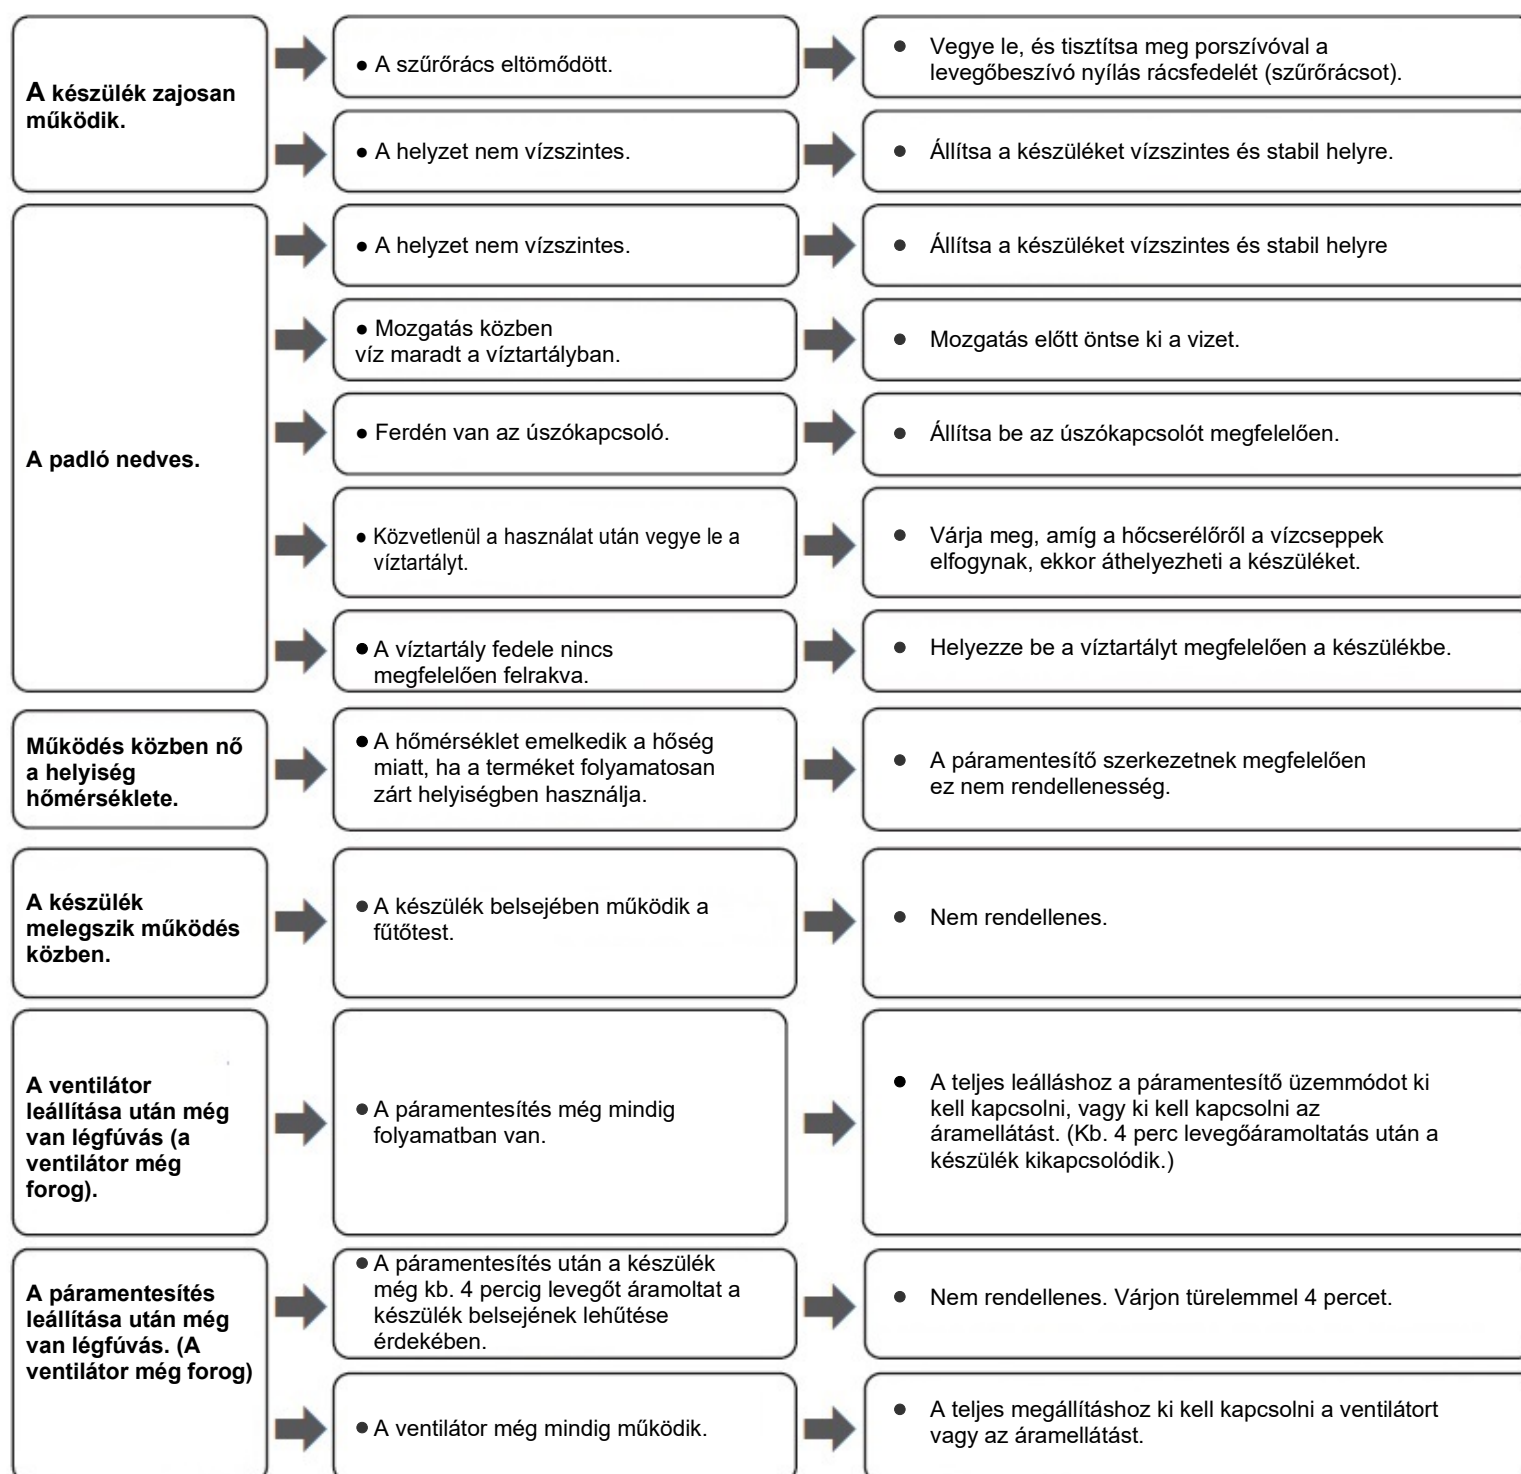 A készülék zajosan
működik.
● A szűrőrács eltömődött.
● Vegye le, és tisztítsa meg porszívóval a
levegőbeszívó nyílás rácsfedelét (szűrőrácsot).
● A helyzet nem vízszintes.
● Állítsa a készüléket vízszintes és stabil helyre.
A padló nedves.
● A helyzet nem vízszintes.
● Állítsa a készüléket vízszintes és stabil helyre
● Mozgatás közben
víz maradt a víztartályban.
● Mozgatás előtt öntse ki a vizet.
● Ferdén van az úszókapcsoló.
● Állítsa be az úszókapcsolót megfelelően.
● Közvetlenül a használat után vegye le a
víztartályt.
● Várja meg, amíg a hőcserélőről a vízcseppek
elfogynak, ekkor áthelyezheti a készüléket.
● A víztartály fedele nincs
megfelelően felrakva.
● Helyezze be a víztartályt megfelelően a készülékbe.
Működés közben nő
a helyiség
hőmérséklete.
● A hőmérséklet emelkedik a hőség
miatt, ha a terméket folyamatosan
zárt helyiségben használja.
● A páramentesítő szerkezetnek megfelelően
ez nem rendellenesség.
A készülék
melegszik működés
közben.
● A készülék belsejében működik a
fűtőtest.
● Nem rendellenes.
A ventilátor
leállítása után még
van légfúvás (a
ventilátor még
forog).
● A páramentesítés még mindig
folyamatban van.
● A teljes leálláshoz a páramentesítő üzemmódot ki
kell kapcsolni, vagy ki kell kapcsolni az
áramellátást. (Kb. 4 perc levegőáramoltatás után a
készülék kikapcsolódik.)
A páramentesítés
leállítása után még
van légfúvás. (A
ventilátor még forog)
● A páramentesítés után a készülék
még kb. 4 percig levegőt áramoltat a
készülék belsejének lehűtése
érdekében.
● Nem rendellenes. Várjon türelemmel 4 percet.
● A ventilátor még mindig működik.
● A teljes megállításhoz ki kell kapcsolni a ventilátort
vagy az áramellátást.